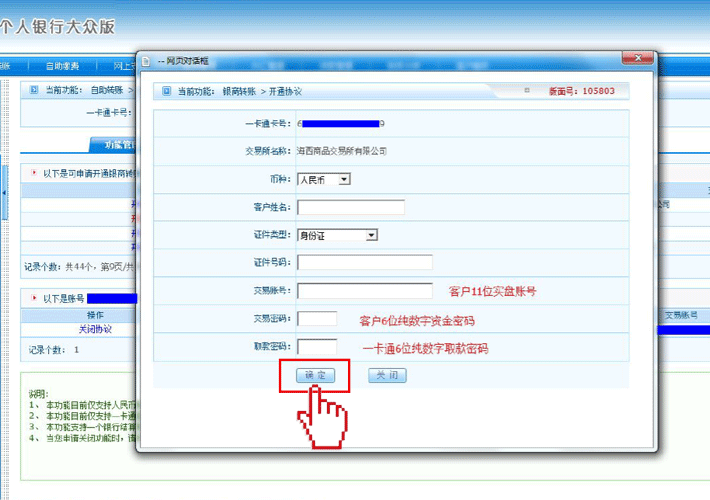 个人银行大众版
自助缴费 网上
-- 网页对话框
当前功能: 自助转账 >
一卡通卡号:
功能管
当前功能: 银商转账 > 开通协议
版面号: 105803
一卡通卡号: 6 9
交易所名称: 海西商品交易所有限公司
币种: 人民币
客户姓名:
证件类型: 身份证
证件号码:
交易账号: 客户11位实盘账号
交易密码: 客户6位纯数字资金密码
取款密码: 一卡通6位纯数字取款密码
确 定 关 闭
以下是可申请开通银商转
公司
记录个数: 共44个, 第9页/共
以下是账号
操作
交易账号
关闭协议
记录个数: 1
说明:
1、 本功能目前仅支持人民币
2、 本功能目前仅支持一卡通
3、 本功能支持一个银行结算
4、 当您申请关闭功能时, 请